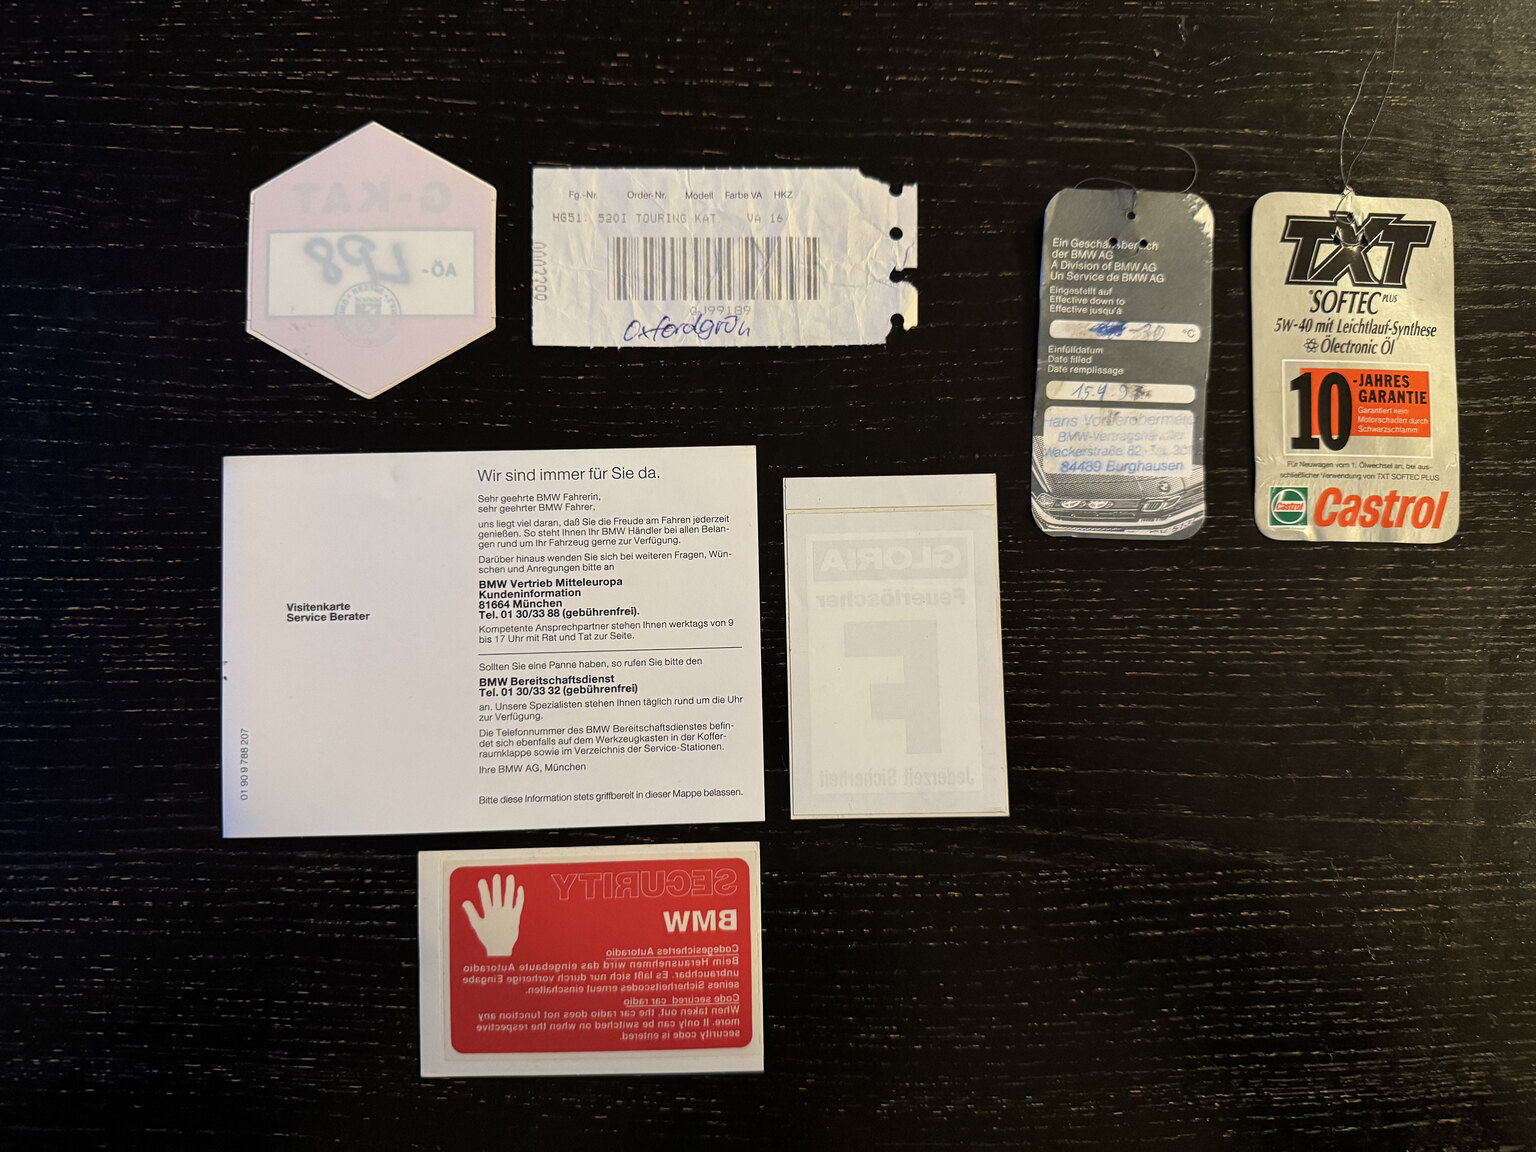 G-KAT
AÖ-LP8
Fg.-Nr. Order-Nr. Modell Farbe VA HKZ
HG51 520I TOURING KAT VA 16
GJ99189
Oxfordgrün
Ein Geschäftsbereich
der BMW AG
A Division of BMW AG
Un Service de BMW AG
Eingestellt auf
Effective down to
Effective jusqu'à
-30 °C
Einfülldatum
Date filled
Date remplissage
15.9.93
Hans
BMW-Vertragshändler
Wackerstraße 82
84489 Burghausen
TXT
SOFTEC PLUS
5W-40 mit Leichtlauf-Synthese
Ölectronic Öl
10-JAHRES
GARANTIE
Garantiert kein
Motorschaden durch
Schwarzschlamm
Für Neuwagen vom 1. Ölwechsel an, bei aus-
schließlicher Verwendung von TXT SOFTEC PLUS
Castrol Castrol
Visitenkarte
Service Berater
01 90 9 788 207
Wir sind immer für Sie da.
Sehr geehrte BMW Fahrerin,
sehr geehrter BMW Fahrer,
uns liegt viel daran, daß Sie die Freude am Fahren jederzeit
genießen. So steht Ihnen Ihr BMW Händler bei allen Belan-
gen rund um Ihr Fahrzeug gerne zur Verfügung.
Darüber hinaus wenden Sie sich bei weiteren Fragen, Wün-
schen und Anregungen bitte an
BMW Vertrieb Mitteleuropa
Kundeninformation
81664 München
Tel. 01 30/33 88 (gebührenfrei).
Kompetente Ansprechpartner stehen Ihnen werktags von 9
bis 17 Uhr mit Rat und Tat zur Seite.
Sollten Sie eine Panne haben, so rufen Sie bitte den
BMW Bereitschaftsdienst
Tel. 01 30/33 32 (gebührenfrei)
an. Unsere Spezialisten stehen Ihnen täglich rund um die Uhr
zur Verfügung.
Die Telefonnummer des BMW Bereitschaftsdienstes befin-
det sich ebenfalls auf dem Werkzeugkasten in der Koffer-
raumklappe sowie im Verzeichnis der Service-Stationen.
Ihre BMW AG, München
Bitte diese Information stets griffbereit in dieser Mappe belassen.
GLORIA
Feuerlöscher
F
Jederzeit Sicherheit
SECURITY
BMW
Codegesichertes Autoradio
Beim Herausnehmen wird das eingebaute Autoradio
unbrauchbar. Es läßt sich nur durch vorherige Eingabe
seines Sicherheitscodes erneut einschalten.
Code secured car radio
When taken out, the car radio does not function any
more. It only can be switched on when the respective
security code is entered.